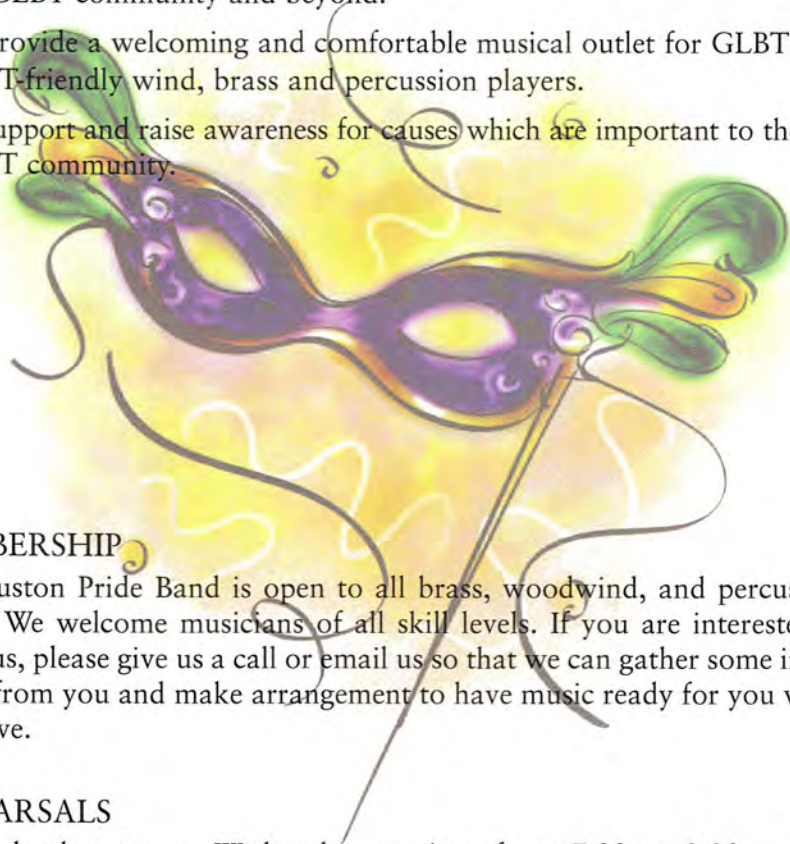 GLBT community and beyond.
rovide a welcoming and comfortable musical outlet for GLBT
T-friendly wind, brass and percussion players.
upport and raise awareness for causes which are important to the
T community.
BERSHIP
uston Pride Band is open to all brass, woodwind, and percus
We welcome musicians of all skill levels. If you are intereste
us, please give us a call or email us so that we can gather some i
from you and make arrangement to have music ready for you
ve.
ARSALS